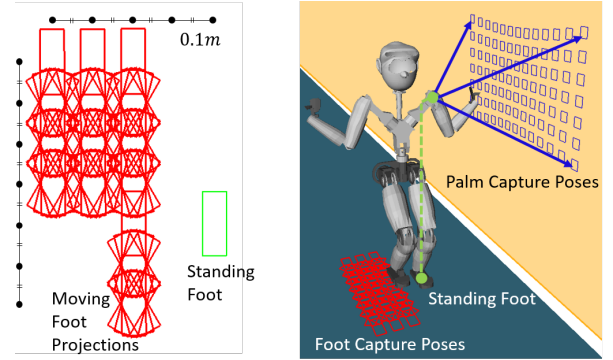 0.1m
Standing
Foot
Moving
Foot
Projections
Palm Capture Poses
Standing Foot
Foot Capture Poses